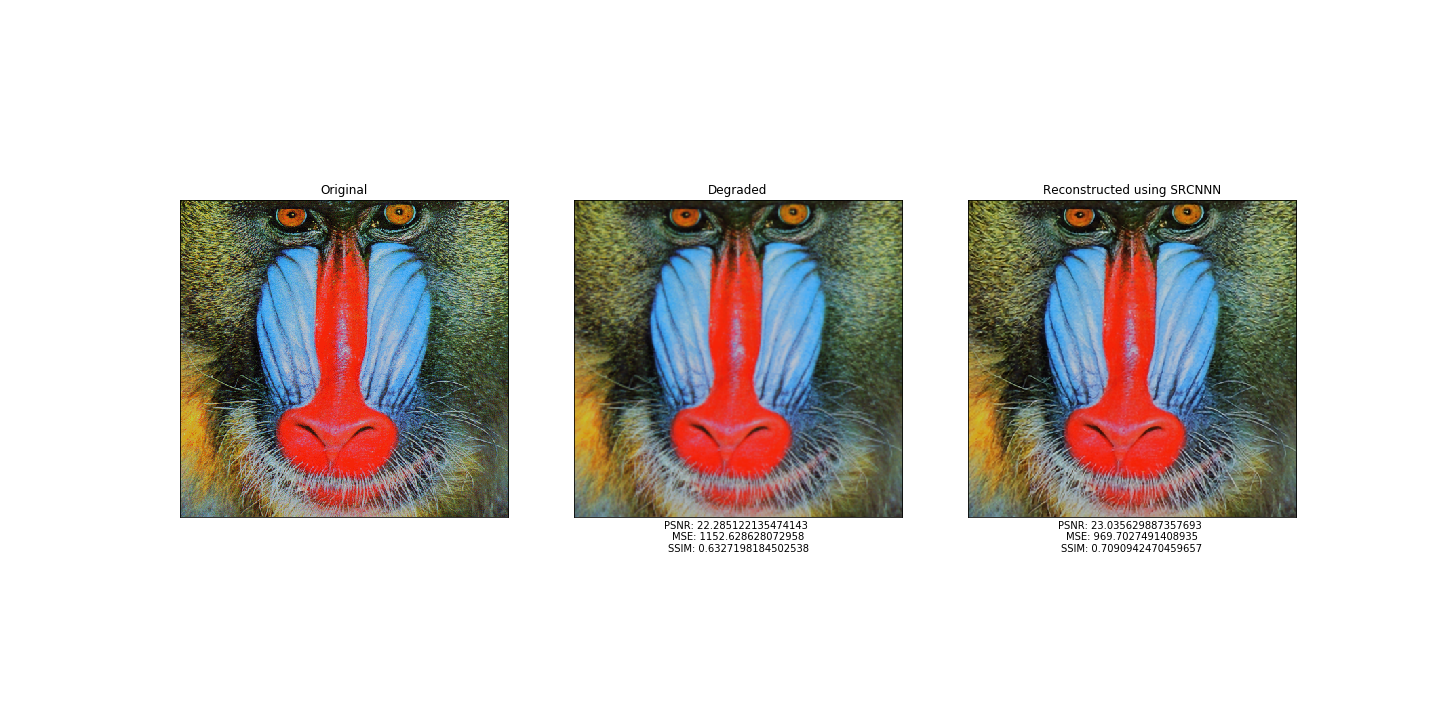 Original
Degraded
Reconstructed using SRCNNN
PSNR: 22.285122135474143
MSE: 1152.628628072958
SSIM: 0.6327198184502538
PSNR: 23.035629887357693
MSE: 969.7027491408935
SSIM: 0.7090942470459657